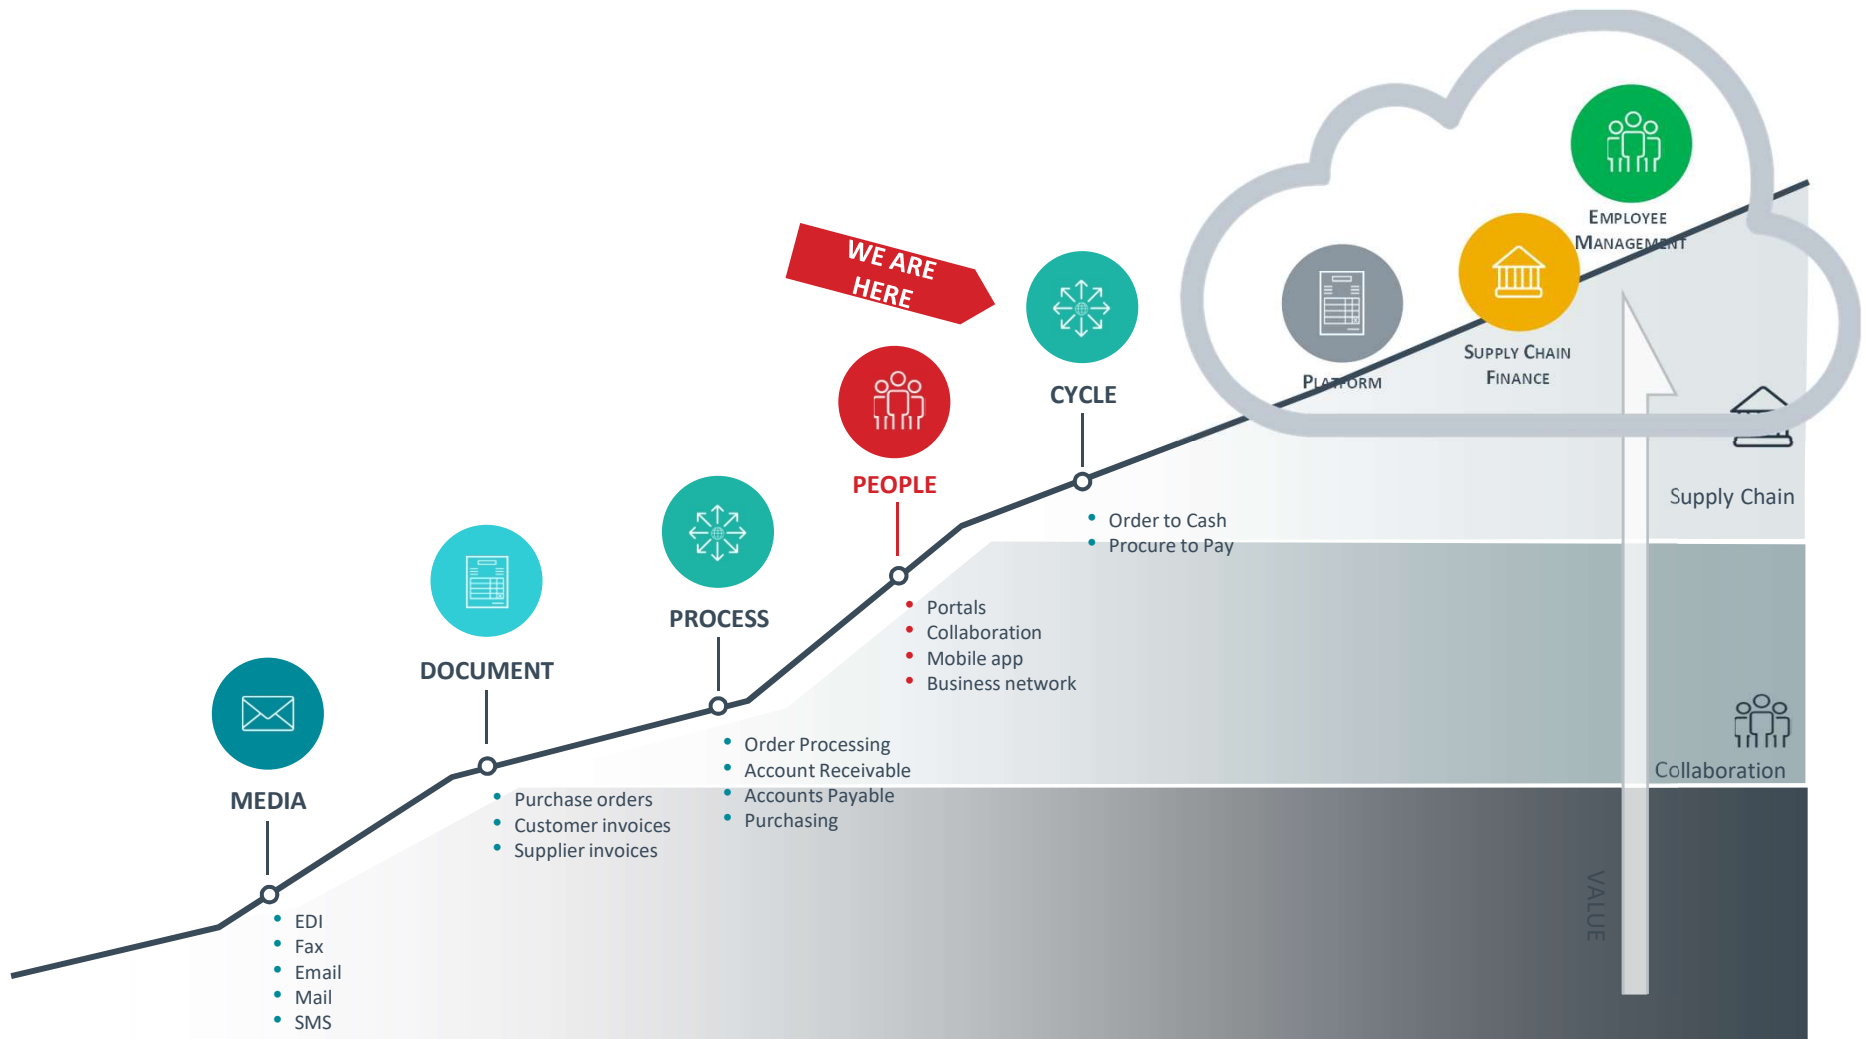 EMPLOYEE
MANAGEMENT
SUPPLY CHAIN
FINANCE
PLATFORM
WE ARE
HERE
CYCLE
• Order to Cash
• Procure to Pay
Supply Chain
PEOPLE
• Portals
• Collaboration
• Mobile app
• Business network
PROCESS
• Order Processing
• Account Receivable
• Accounts Payable
• Purchasing
Collaboration
DOCUMENT
• Purchase orders
• Customer invoices
• Supplier invoices
MEDIA
• EDI
• Fax
• Email
• Mail
• SMS
VALUE